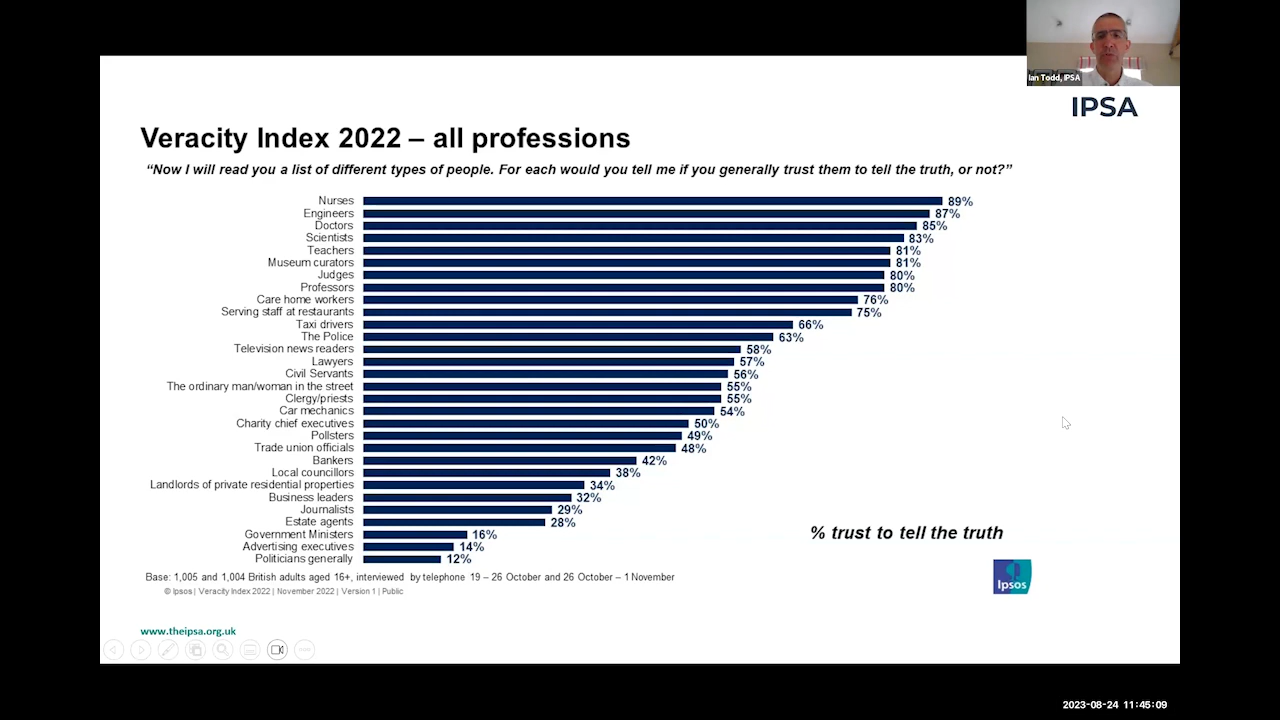 Ian Todd, IPSA
IPSA
Veracity Index 2022 – all professions
“Now I will read you a list of different types of people. For each would you tell me if you generally trust them to tell the truth, or not?”
Nurses 89%
Engineers 87%
Doctors 85%
Scientists 83%
Teachers 81%
Museum curators 81%
Judges 80%
Professors 80%
Care home workers 76%
Serving staff at restaurants 75%
Taxi drivers 66%
The Police 63%
Television news readers 58%
Lawyers 57%
Civil Servants 56%
The ordinary man/woman in the street 55%
Clergy/priests 55%
Car mechanics 54%
Charity chief executives 50%
Pollsters 49%
Trade union officials 48%
Bankers 42%
Local councillors 38%
Landlords of private residential properties 34%
Business leaders 32%
Journalists 29%
Estate agents 28%
Government Ministers 16%
Advertising executives 14%
Politicians generally 12%
% trust to tell the truth
Base: 1,005 and 1,004 British adults aged 16+, interviewed by telephone 19 – 26 October and 26 October – 1 November
© Ipsos | Veracity Index 2022 | November 2022 | Version 1 | Public
Ipsos
www.theipsa.org.uk
2023-08-24 11:45:09